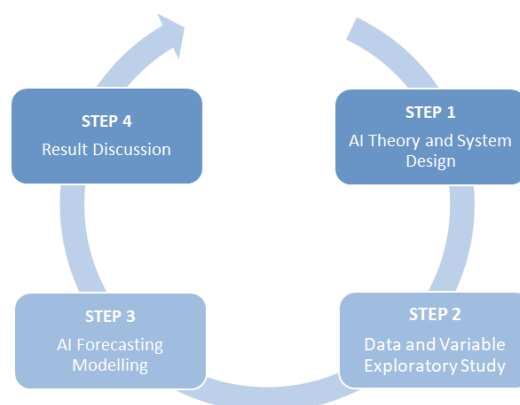 STEP 1
AI Theory and System
Design
STEP 2
Data and Variable
Exploratory Study
STEP 3
AI Forecasting
Modelling
STEP 4
Result Discussion